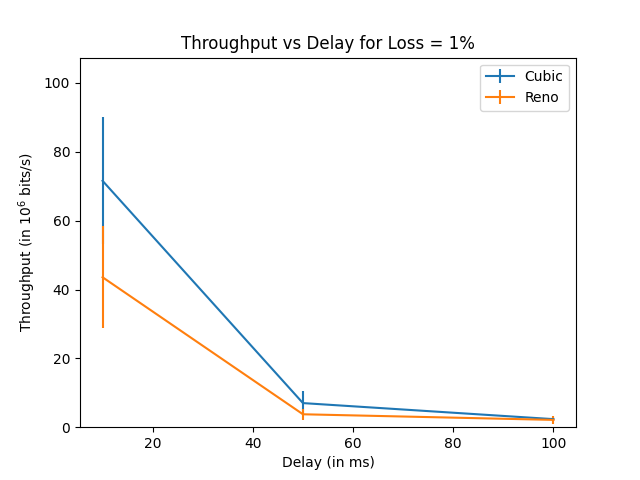 Throughput vs Delay for Loss = 1%
Throughput (in 10⁶ bits/s)
100
80
60
40
20
0
Cubic
Reno
20 40 60 80 100
Delay (in ms)